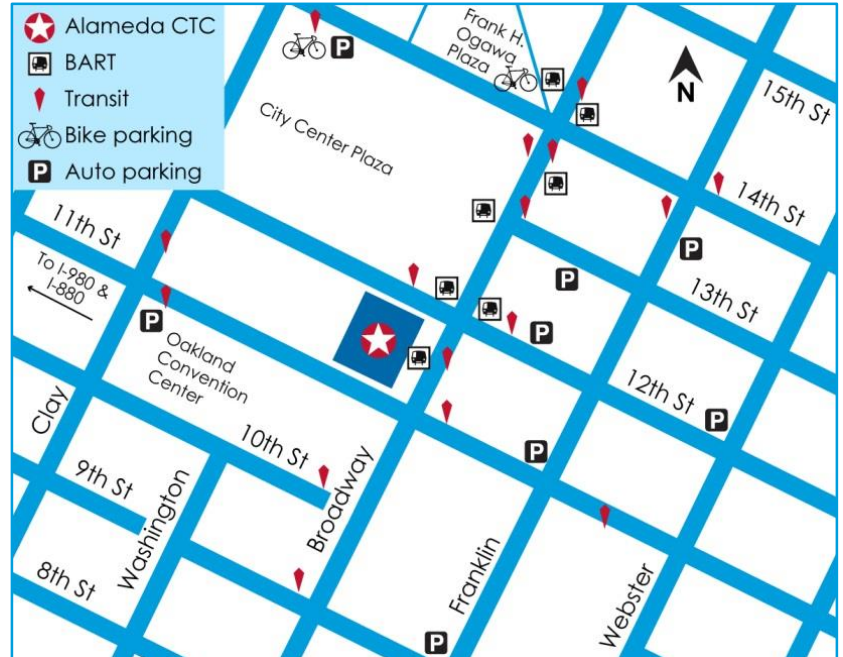 Alameda CTC
BART
Transit
Bike parking
P Auto parking
P
Frank H.
Ogawa
Plaza
N
15th St
City Center Plaza
14th St
11th St
P
To I-980 &
I-880
P
13th St
P
P
Oakland
Convention
Center
12th St
P
Clay
10th St
P
9th St
Washington
Broadway
Franklin
8th St
Webster
P